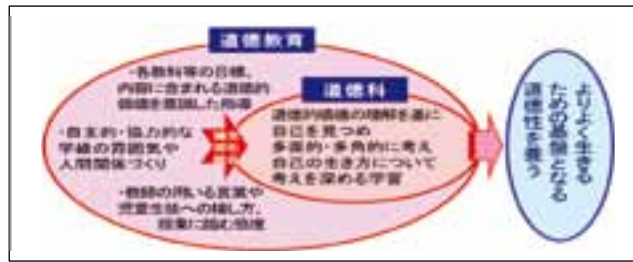 道徳教育
・各教科等の目標、
内容に含まれる道徳的
価値を意識した指導
・自主的・協力的な
学級の雰囲気や
人間関係づくり
・教師の用いる言葉や
児童生徒への接し方、
授業に臨む態度
道徳科
道徳的価値の理解を基に
自己を見つめ
多面的・多角的に考え
自己の生き方について
考えを深める学習
よりよく生きる
ための基盤となる
道徳性を養う